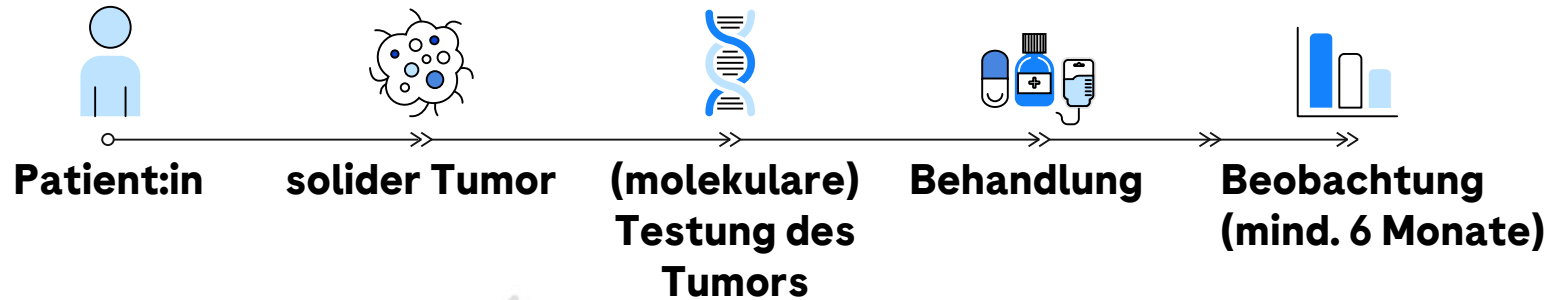 Patient:in
solider Tumor
(molekulare)
Testung des
Tumors
Behandlung
Beobachtung
(mind. 6 Monate)